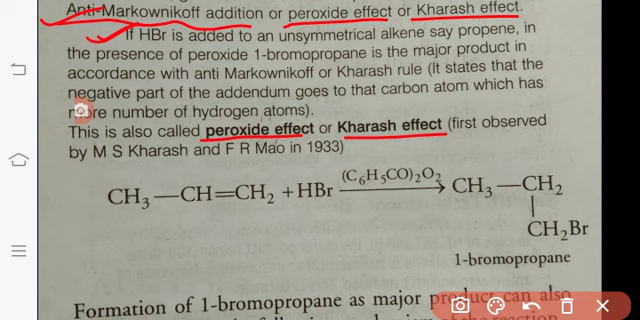 Anti-Markownikoff addition or peroxide effect or Kharash effect.
If HBr is added to an unsymmetrical alkene say propene, in
the presence of peroxide 1-bromopropane is the major product in
accordance with anti Markownikoff or Kharash rule (It states that the
negative part of the addendum goes to that carbon atom which has
more number of hydrogen atoms).
This is also called peroxide effect or Kharash effect (first observed
by M S Kharash and F R Mao in 1933)
(C₆H₅CO)₂O₂
CH₃—CH=CH₂ + HBr ⟶ CH₃—CH₂
|
CH₂Br
1-bromopropane
Formation of 1-bromopropane as major product can also